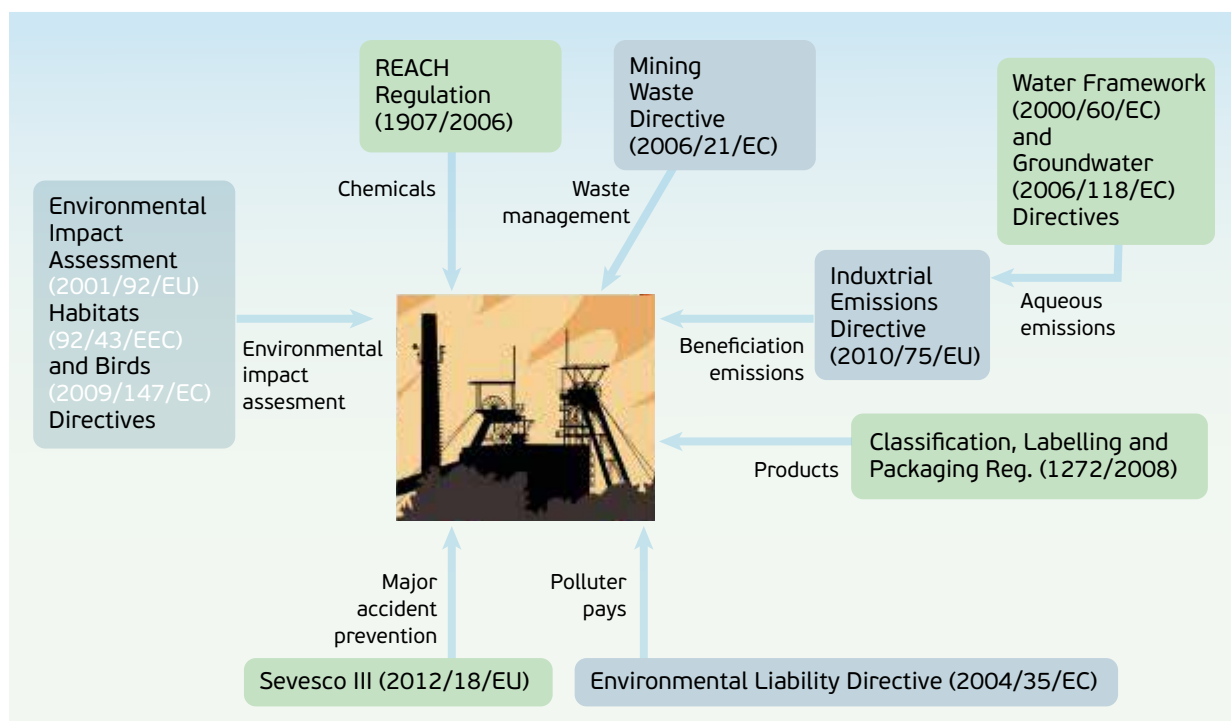 REACH
Regulation
(1907/2006)
Mining
Waste
Directive
(2006/21/EC)
Water Framework
(2000/60/EC)
and
Groundwater
(2006/118/EC)
Directives
Chemicals
Waste
management
Environmental
Impact
Assessment
(2001/92/EU)
Habitats
(92/43/EEC)
and Birds
(2009/147/EC)
Directives
Environmental
impact
assesment
Induxtrial
Emissions
Directive
(2010/75/EU)
Aqueous
emissions
Beneficiation
emissions
Classification, Labelling and
Packaging Reg. (1272/2008)
Products
Major
accident
prevention
Polluter
pays
Sevesco III (2012/18/EU)
Environmental Liability Directive (2004/35/EC)